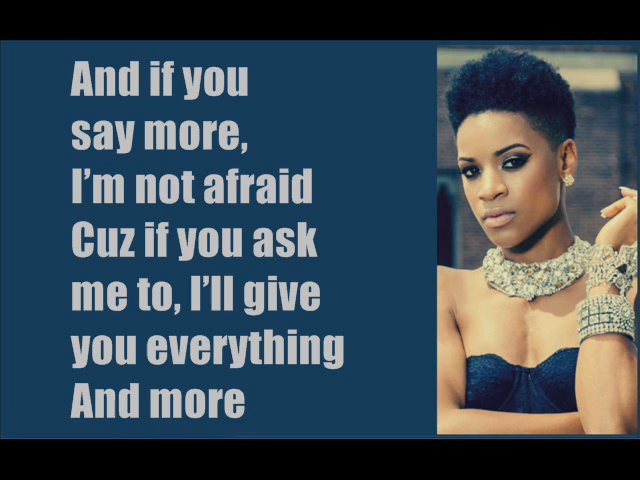 And if you
say more,
I'm not afraid
Cuz if you ask
me to, I'll give
you everything
And more